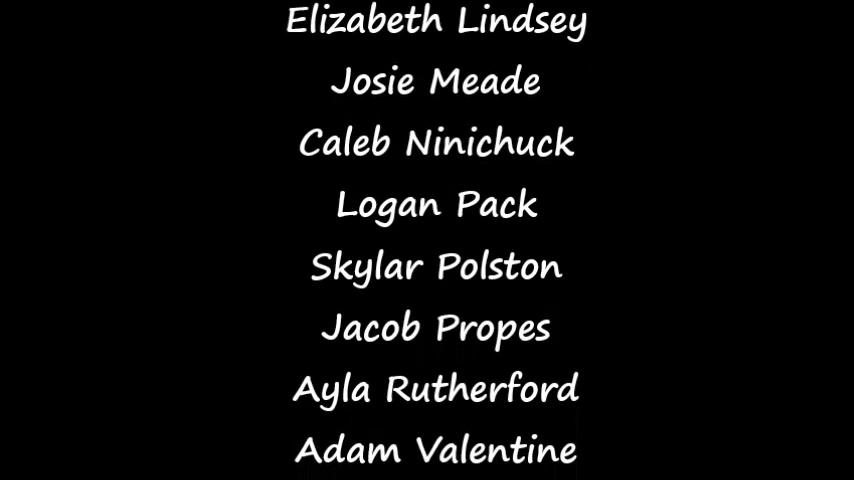 Elizabeth Lindsey
Josie Meade
Caleb Ninichuck
Logan Pack
Skylar Polston
Jacob Propes
Ayla Rutherford
Adam Valentine